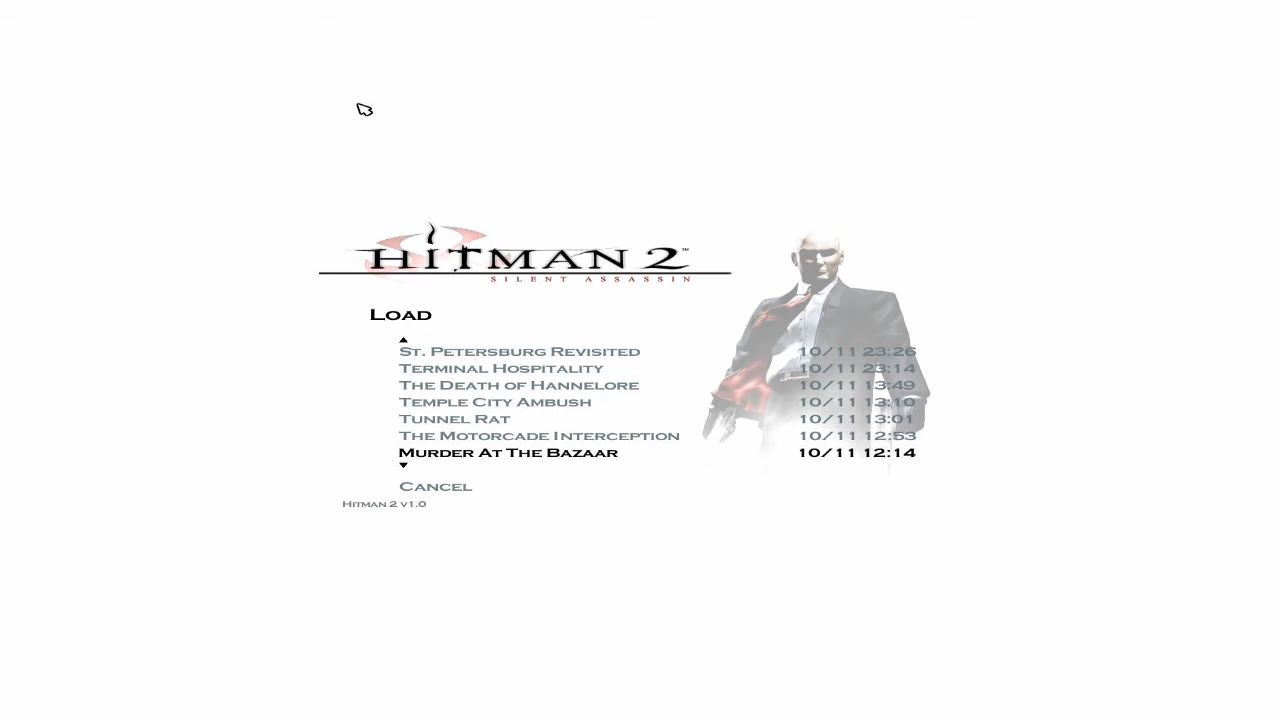 HITMAN 2™
SILENT ASSASSIN
LOAD
ST. PETERSBURG REVISITED 10/11 23:26
TERMINAL HOSPITALITY 10/11 23:14
THE DEATH OF HANNELORE 10/11 13:49
TEMPLE CITY AMBUSH 10/11 13:10
TUNNEL RAT 10/11 13:01
THE MOTORCADE INTERCEPTION 10/11 12:53
MURDER AT THE BAZAAR 10/11 12:14
CANCEL
HITMAN 2 V1.0